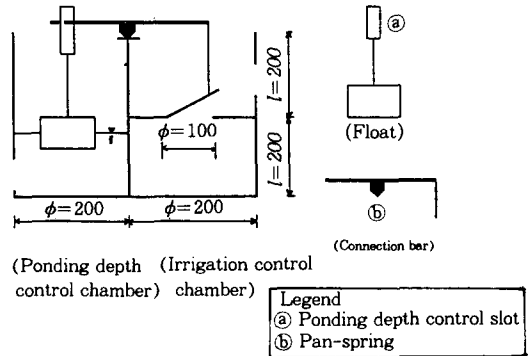 ⓐ
l=200
(Float)
φ=100
l=200
ⓑ
φ=200 φ=200
(Connection bar)
(Ponding depth control chamber)
(Irrigation control chamber)
Legend
ⓐ Ponding depth control slot
ⓑ Pan-spring